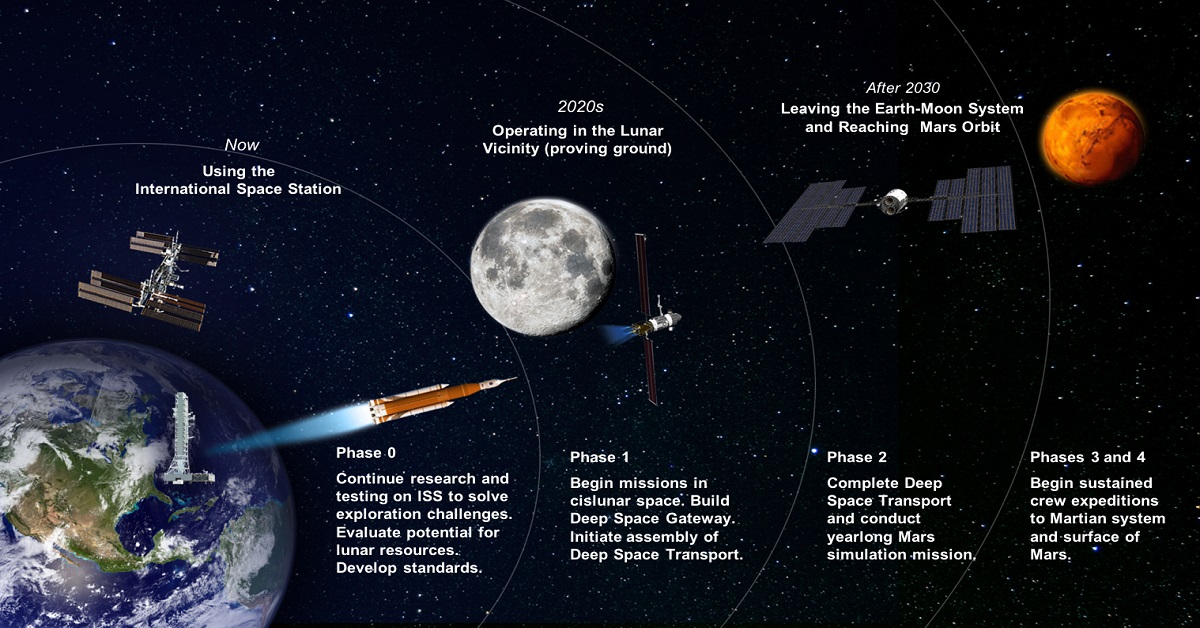 Now
Using the
International Space Station
2020s
Operating in the Lunar
Vicinity (proving ground)
After 2030
Leaving the Earth-Moon System
and Reaching Mars Orbit
Phase 0
Continue research and
testing on ISS to solve
exploration challenges.
Evaluate potential for
lunar resources.
Develop standards.
Phase 1
Begin missions in
cislunar space. Build
Deep Space Gateway.
Initiate assembly of
Deep Space Transport.
Phase 2
Complete Deep
Space Transport
and conduct
yearlong Mars
simulation mission.
Phases 3 and 4
Begin sustained
crew expeditions
to Martian system
and surface of
Mars.